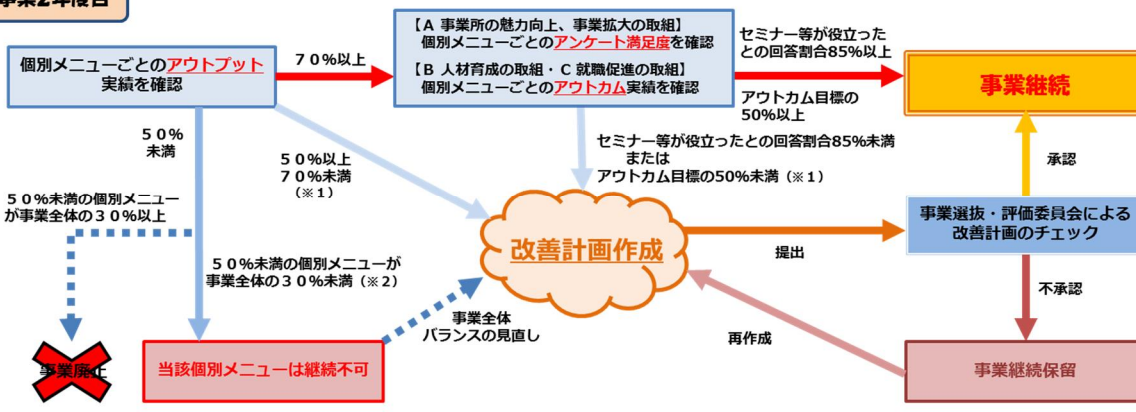 事業2年度目
個別メニューごとのアウトプット
実績を確認
70%以上
【A 事業所の魅力向上、事業拡大の取組】
個別メニューごとのアンケート満足度を確認
【B 人材育成の取組・C 就職促進の取組】
個別メニューごとのアウトカム実績を確認
セミナー等が役立った
との回答割合85%以上
アウトカム目標の
50%以上
事業継続
50%
未満
50%以上
70%未満
(※1)
セミナー等が役立ったとの回答割合85%未満
または
アウトカム目標の50%未満(※1)
承認
50%未満の個別メニュー
が事業全体の30%以上
改善計画作成
提出
事業選抜・評価委員会による
改善計画のチェック
50%未満の個別メニューが
事業全体の30%未満(※2)
不承認
事業全体
バランスの見直し
再作成
事業廃止
当該個別メニューは継続不可
事業継続保留